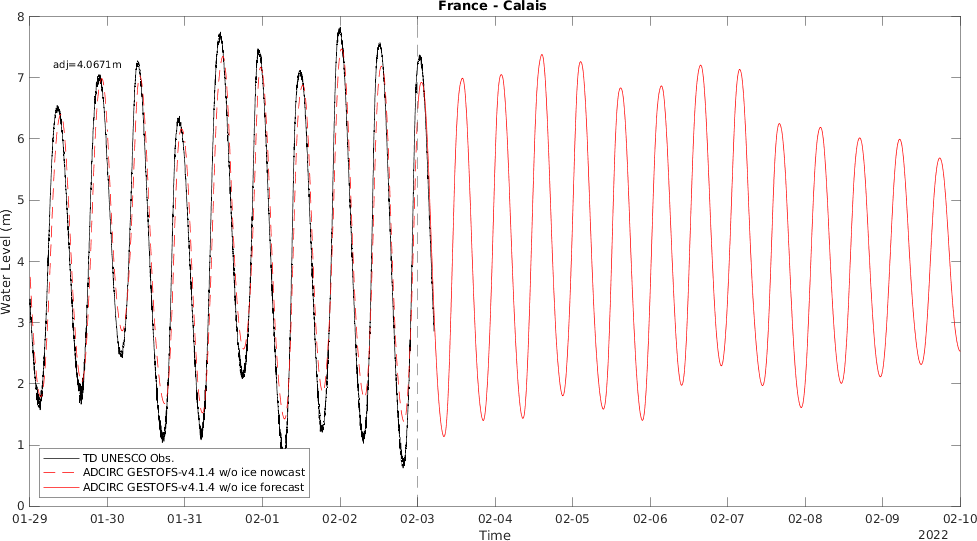 France - Calais
adj=4.0671m
Water Level (m)
8
7
6
5
4
3
2
1
0
TD UNESCO Obs.
ADCIRC GESTOFS-v4.1.4 w/o ice nowcast
ADCIRC GESTOFS-v4.1.4 w/o ice forecast
01-29 01-30 01-31 02-01 02-02 02-03 02-04 02-05 02-06 02-07 02-08 02-09 02-10
Time
2022